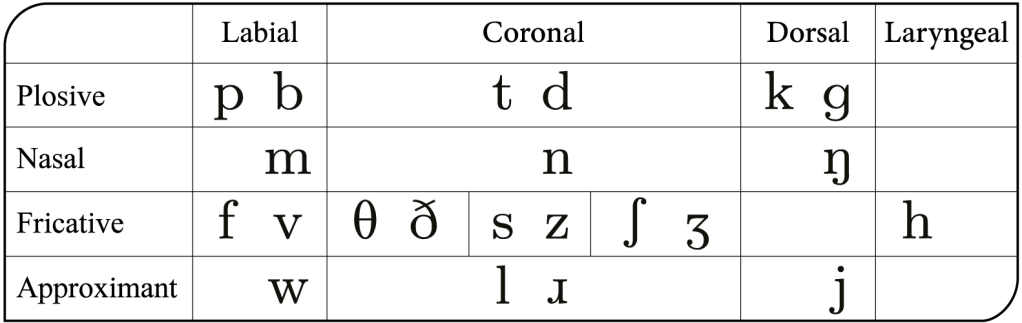 Labial Coronal Dorsal Laryngeal
Plosive p b t d k ɡ
Nasal m n ŋ
Fricative f v θ ð s z ʃ ʒ h
Approximant w l ɹ j